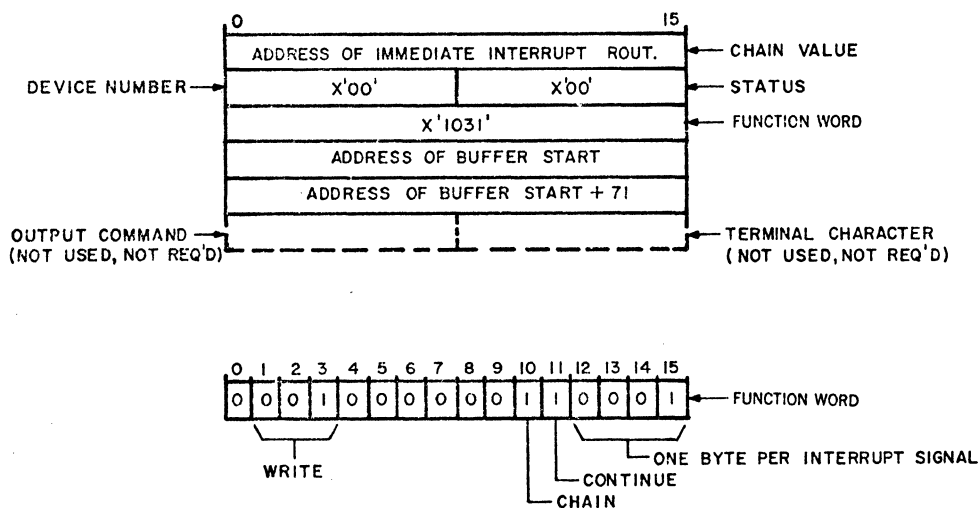 0 15
ADDRESS OF IMMEDIATE INTERRUPT ROUT. CHAIN VALUE
DEVICE NUMBER X'00' X'00' STATUS
X'1031' FUNCTION WORD
ADDRESS OF BUFFER START
ADDRESS OF BUFFER START + 71
OUTPUT COMMAND TERMINAL CHARACTER
(NOT USED, NOT REQ'D) (NOT USED, NOT REQ'D)
0 1 2 3 4 5 6 7 8 9 10 11 12 13 14 15
0 0 0 1 0 0 0 0 0 0 1 1 0 0 0 1 FUNCTION WORD
WRITE ONE BYTE PER INTERRUPT SIGNAL
CONTINUE
CHAIN